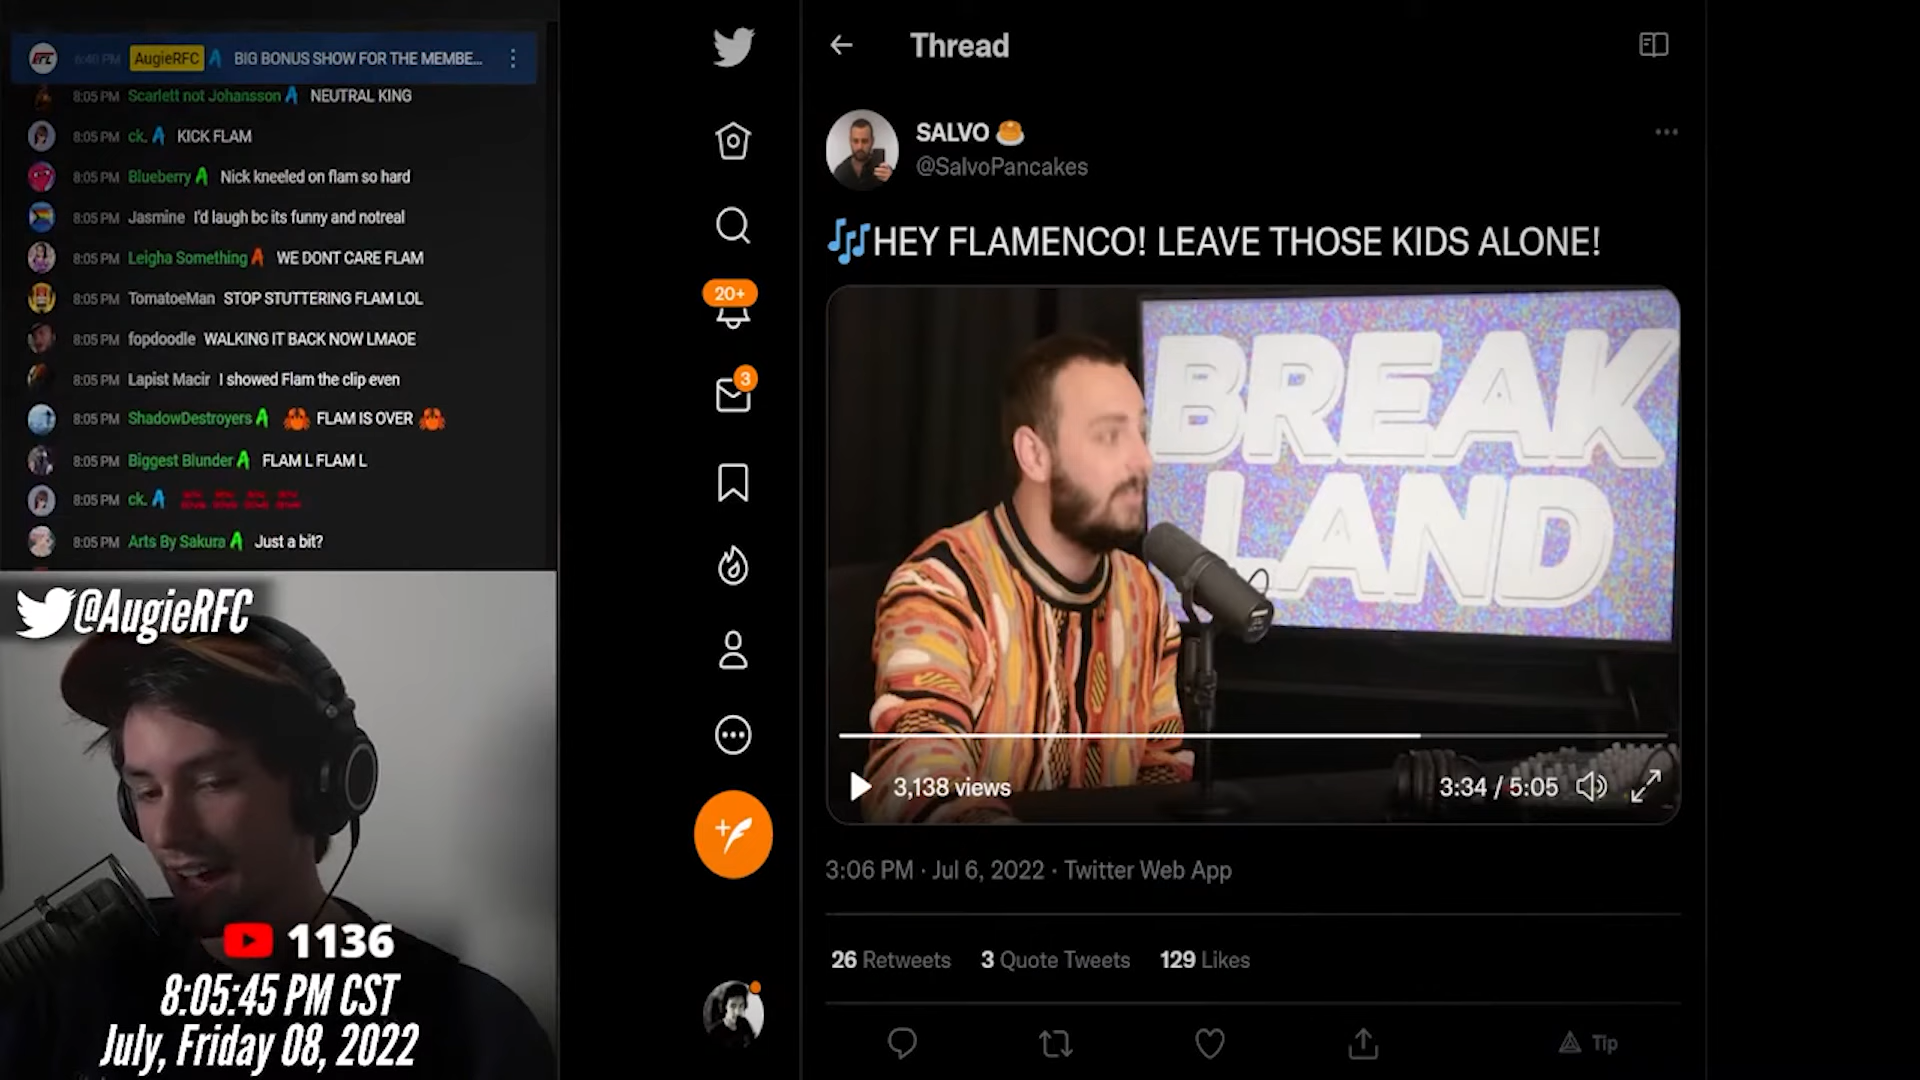 6:40 PM AugieRFC BIG BONUS SHOW FOR THE MEMBE...
8:05 PM Scarlett not Johansson NEUTRAL KING
8:05 PM ck. KICK FLAM
8:05 PM Blueberry Nick kneeled on flam so hard
8:05 PM Jasmine I'd laugh bc its funny and notreal
8:05 PM Leigha Something WE DONT CARE FLAM
8:05 PM TomatoeMan STOP STUTTERING FLAM LOL
8:05 PM fopdoodle WALKING IT BACK NOW LMAOE
8:05 PM Lapist Macir I showed Flam the clip even
8:05 PM ShadowDestroyers 🦀 FLAM IS OVER 🦀
8:05 PM Biggest Blunder FLAM L FLAM L
8:05 PM ck.
8:05 PM Arts By Sakura Just a bit?
@AugieRFC
1136
8:05:45 PM CST
July, Friday 08, 2022
20+
3
Thread
SALVO 🥞
@SalvoPancakes
🎶HEY FLAMENCO! LEAVE THOSE KIDS ALONE!
BREAK
LAND
3,138 views
3:34 / 5:05
3:06 PM · Jul 6, 2022 · Twitter Web App
26 Retweets 3 Quote Tweets 129 Likes
Tip